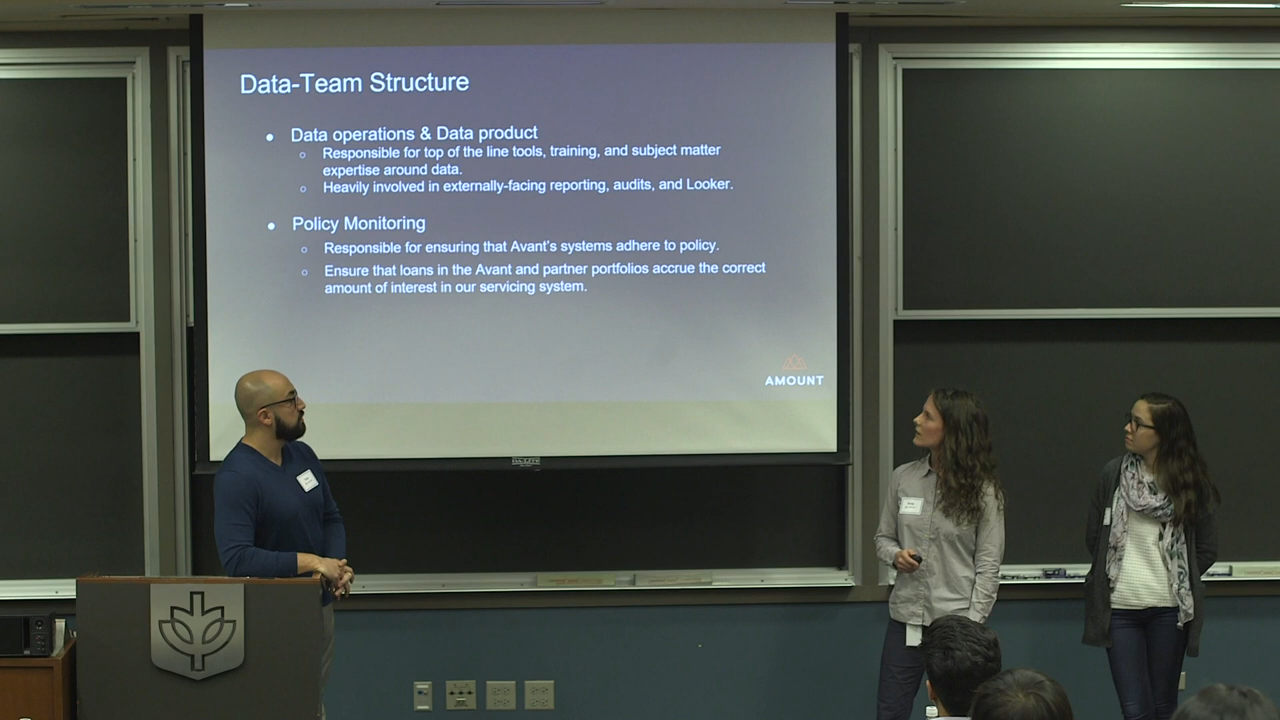 Data-Team Structure
● Data operations & Data product
○ Responsible for top of the line tools, training, and subject matter
expertise around data.
○ Heavily involved in externally-facing reporting, audits, and Looker.
● Policy Monitoring
○ Responsible for ensuring that Avant's systems adhere to policy.
○ Ensure that loans in the Avant and partner portfolios accrue the correct
amount of interest in our servicing system.
AMOUNT
DA-LITE